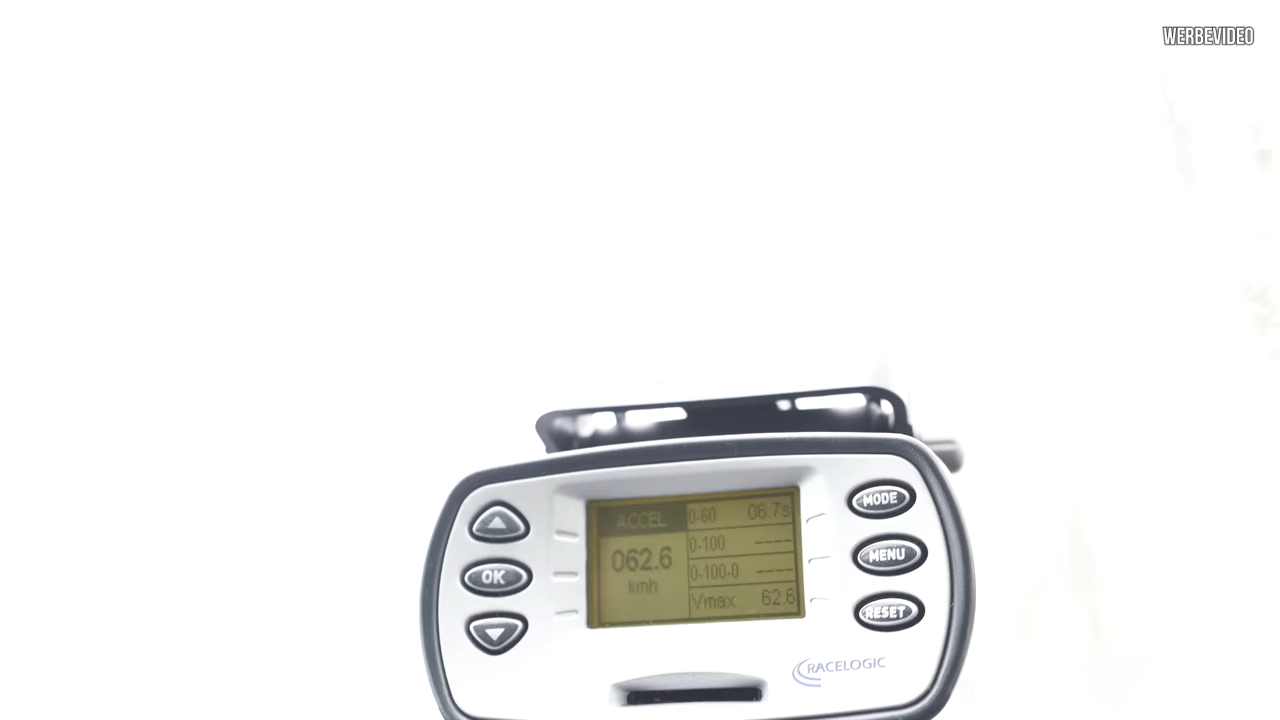 WERBEVIDEO
ACCEL
062.6
kmh
0-60 06.7s
0-100 ----
0-100-0 ----
Vmax 62.6
OK
MODE
MENU
RESET
RACELOGIC